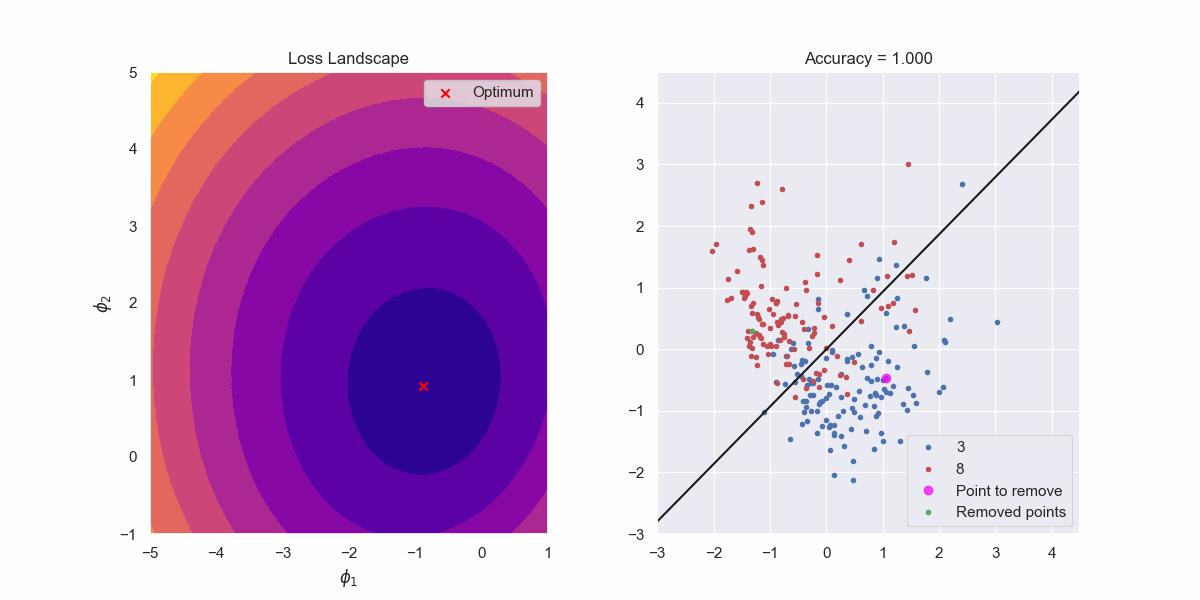 Loss Landscape
Optimum
5
4
3
2
1
0
−1
ϕ2
−5 −4 −3 −2 −1 0 1
ϕ1
Accuracy = 1.000
4
3
2
1
0
−1
−2
−3
3
8
Point to remove
Removed points
−3 −2 −1 0 1 2 3 4